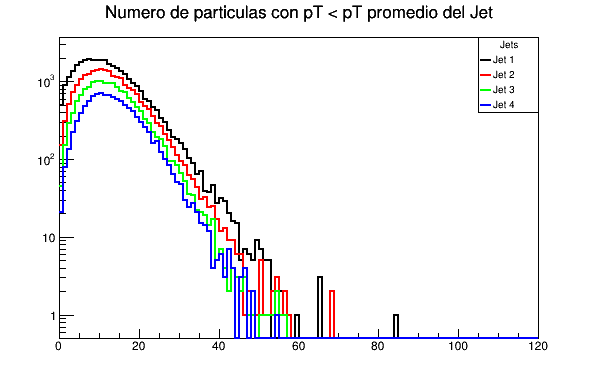 Numero de particulas con pT < pT promedio del Jet
Jets
Jet 1
Jet 2
Jet 3
Jet 4
10³
10²
10
1
0 20 40 60 80 100 120